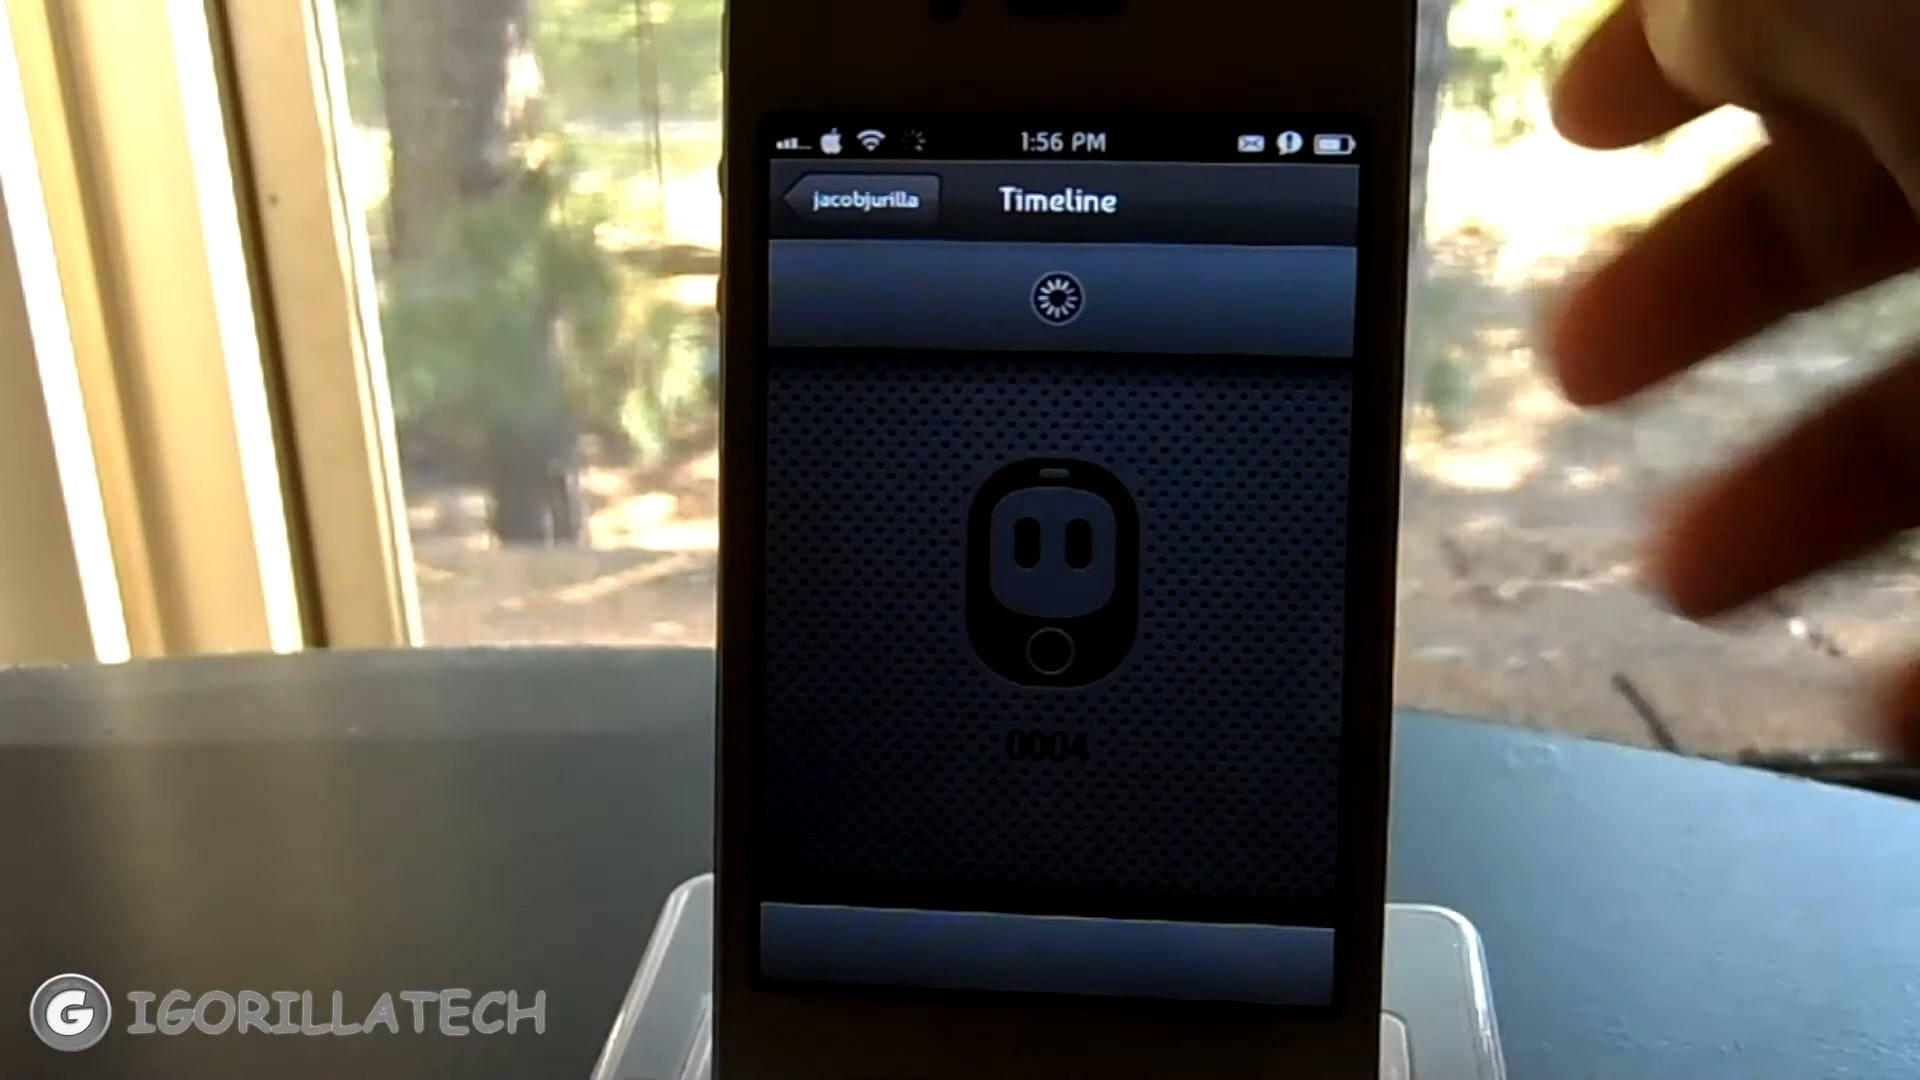 1:56 PM
jacobjurilla
Timeline
0004
G IGORILLATECH